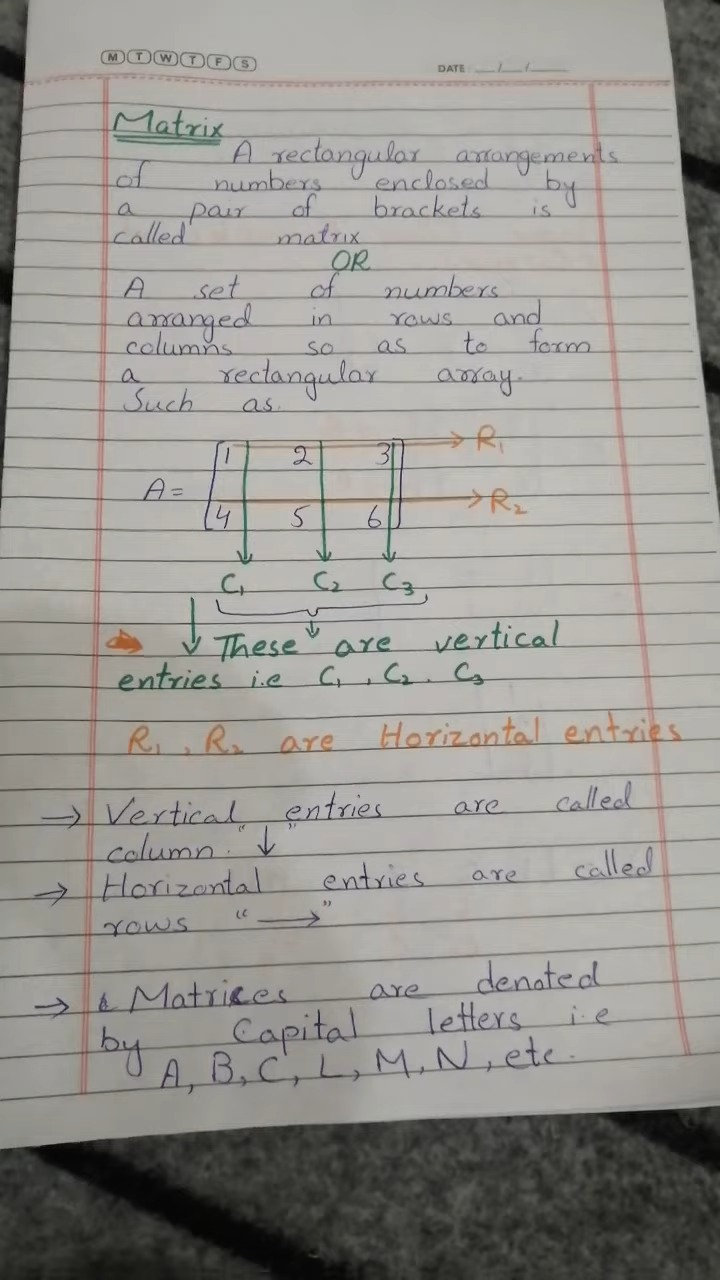 M T W T F S
DATE __/__/____
Matrix
A rectangular arrangements
of numbers enclosed by
a pair of brackets is
called matrix
OR
A set of numbers
arranged in rows and
columns so as to form
a rectangular array.
Such as.
1 2 3 → R₁
A =
4 5 6 → R₂
C₁ C₂ C₃
↓ These are vertical
entries i.e C₁, C₂. C₃
R₁, R₂ are Horizontal entries
→ Vertical entries are called
column. "↓"
→ Horizontal entries are called
rows "→"
→ Matrices are denoted
by Capital letters i.e
A, B, C, L, M, N, etc.